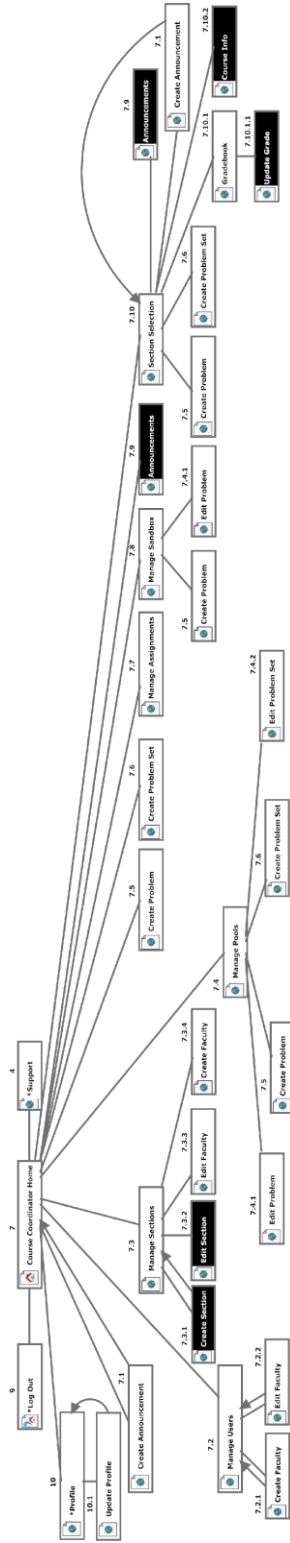 9
*Log Out
7
Course Coordinator Home
4
*Support
10
*Profile
10.1
Update Profile
7.1
Create Announcement
7.2
Manage Users
7.2.1
Create Faculty
7.2.2
Edit Faculty
7.3
Manage Sections
7.3.1
Create Section
7.3.2
Edit Section
7.3.3
Edit Faculty
7.3.4
Create Faculty
7.4
Manage Pools
7.4.1
Edit Problem
7.5
Create Problem
7.6
Create Problem Set
7.4.2
Edit Problem Set
7.5
Create Problem
7.6
Create Problem Set
7.7
Manage Assignments
7.8
Manage Sandbox
7.5
Create Problem
7.4.1
Edit Problem
7.9
Announcements
7.10
Section Selection
7.5
Create Problem
7.6
Create Problem Set
7.9
Announcements
7.1
Create Announcement
7.10.1
Gradebook
7.10.1.1
Update Grade
7.10.2
Course Info